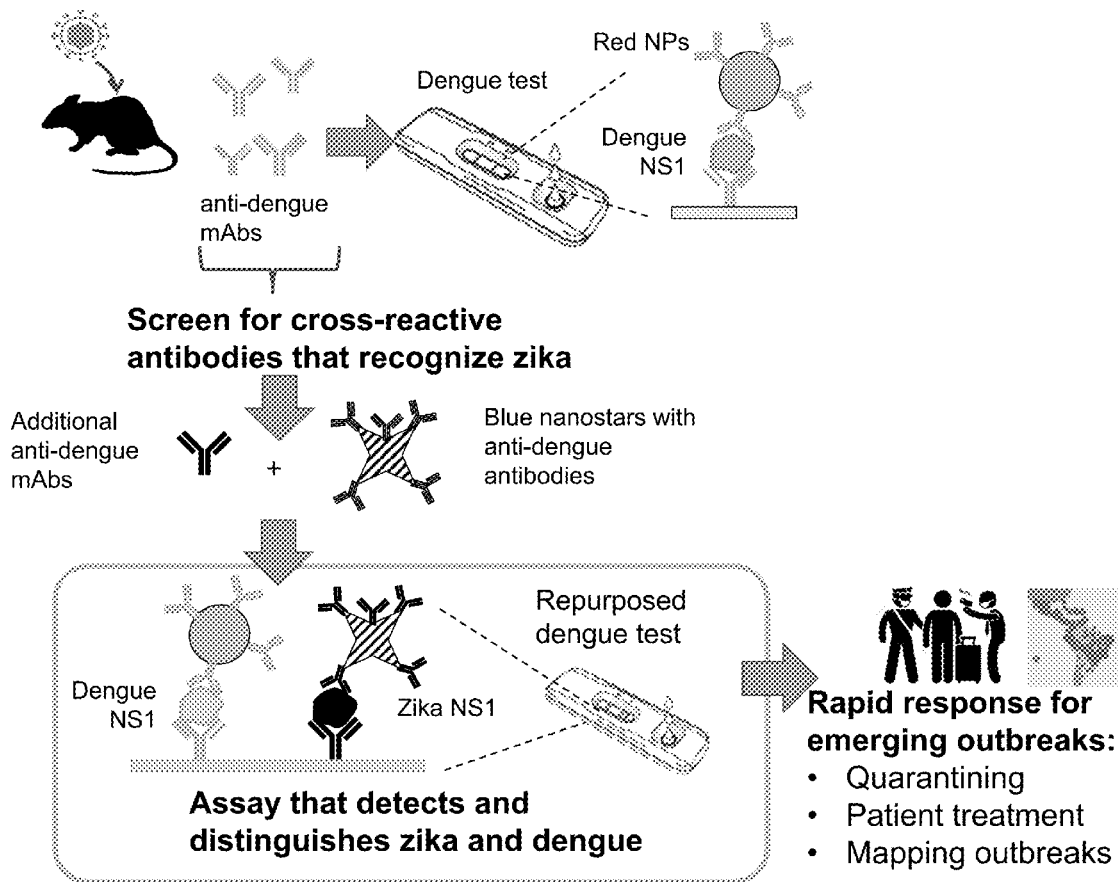 Red NPs
Dengue test
Dengue
NS1
anti-dengue
mAbs
Screen for cross-reactive
antibodies that recognize zika
Additional
anti-dengue
mAbs
+
Blue nanostars with
anti-dengue
antibodies
Dengue
NS1
Zika NS1
Repurposed
dengue test
Assay that detects and
distinguishes zika and dengue
Rapid response for
emerging outbreaks:
• Quarantining
• Patient treatment
• Mapping outbreaks